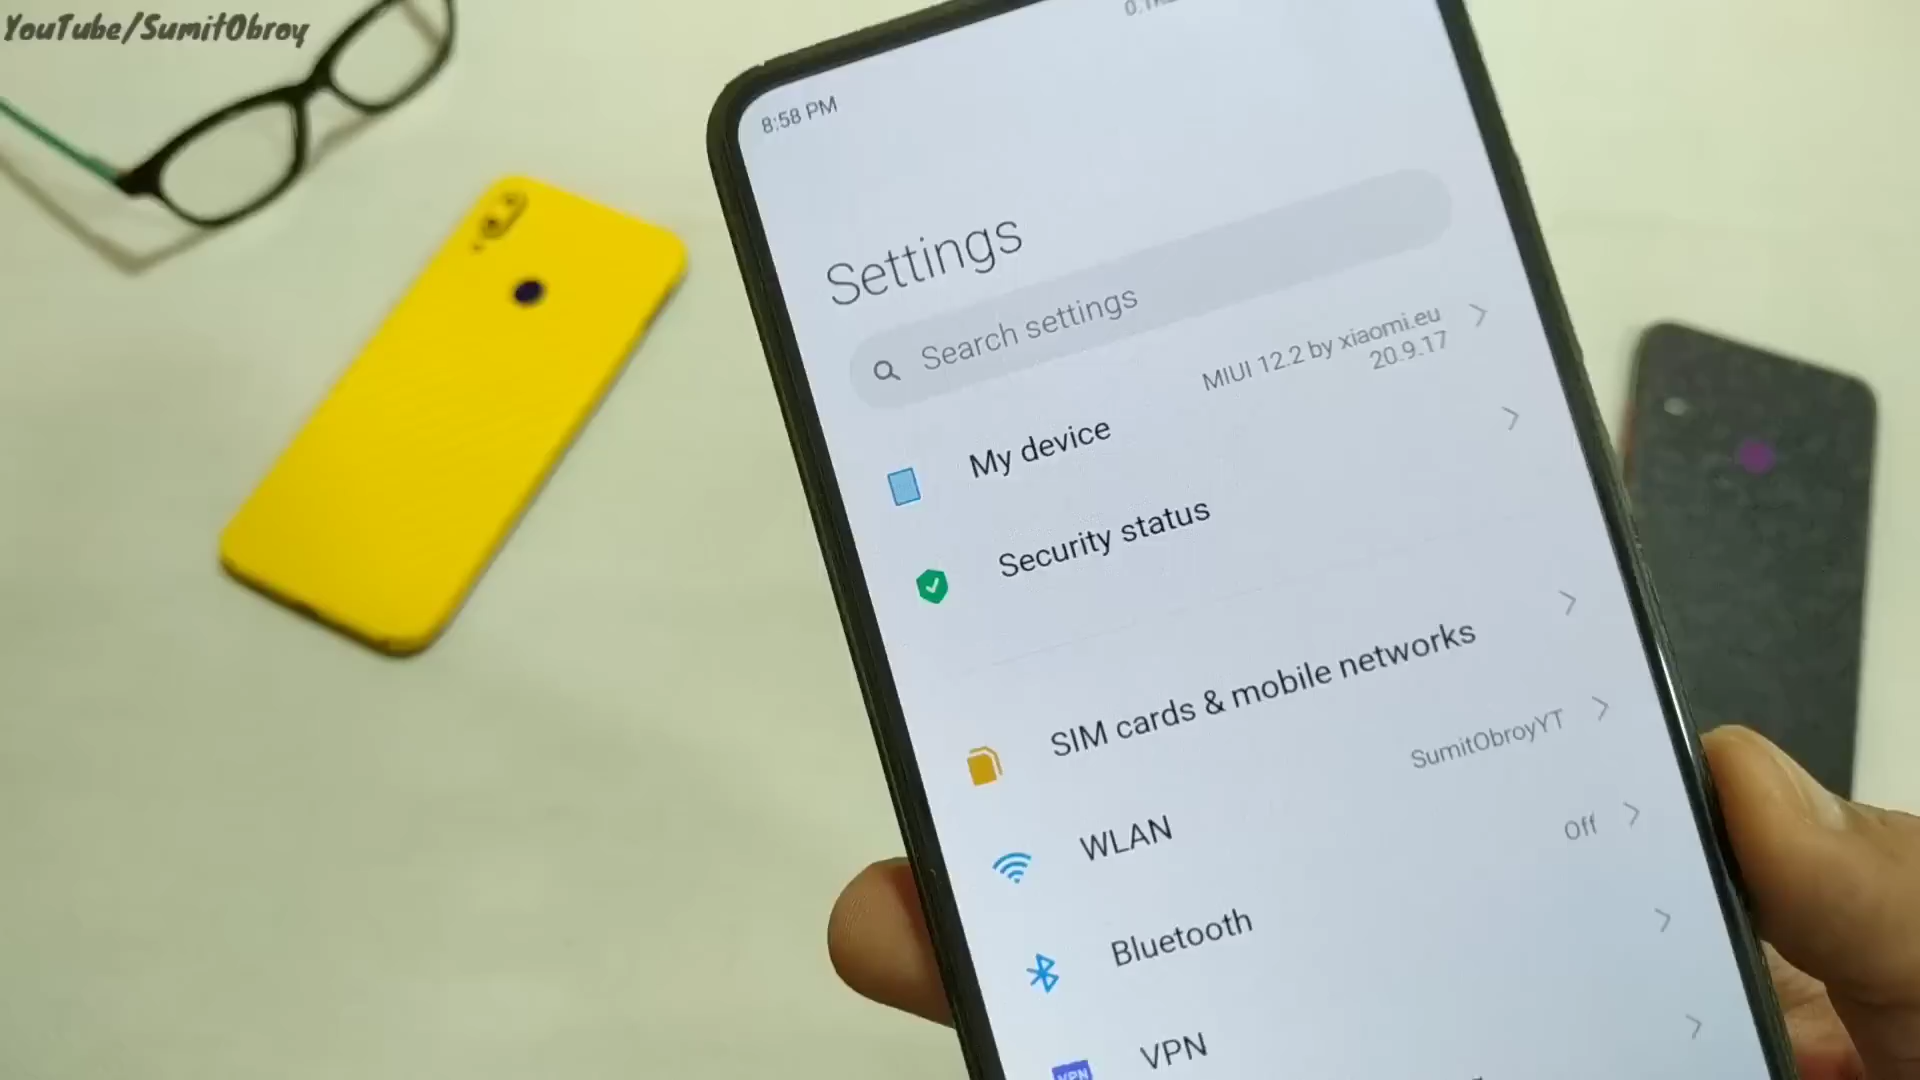 YouTube/SumitObroy
8:58 PM
Settings
Search settings
MIUI 12.2 by xiaomi.eu
20.9.17
My device
Security status
SIM cards & mobile networks
SumitObroyYT
WLAN
Off
Bluetooth
VPN
VPN